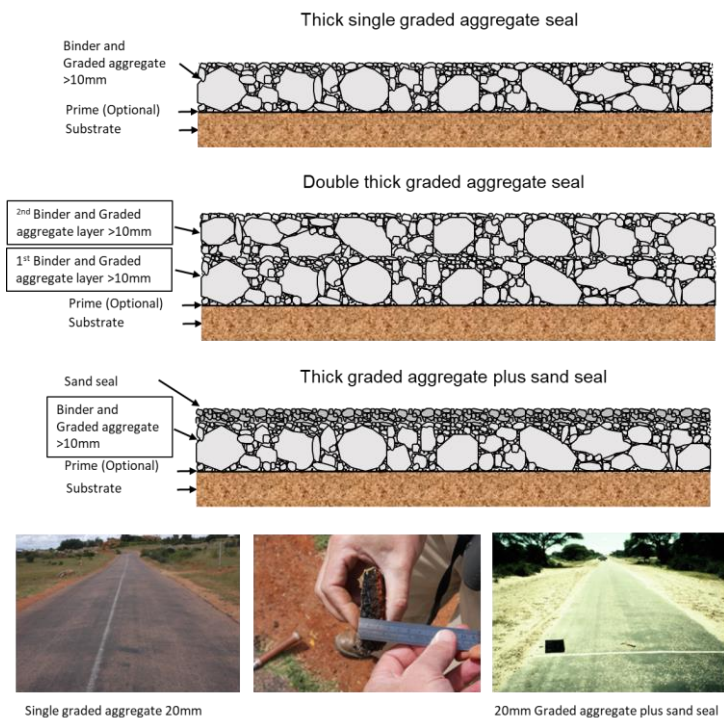 Thick single graded aggregate seal
Binder and
Graded aggregate
>10mm
Prime (Optional)
Substrate
Double thick graded aggregate seal
2nd Binder and Graded
aggregate layer >10mm
1st Binder and Graded
aggregate layer >10mm
Prime (Optional)
Substrate
Thick graded aggregate plus sand seal
Sand seal
Binder and
Graded aggregate
>10mm
Prime (Optional)
Substrate
Single graded aggregate 20mm
20mm Graded aggregate plus sand seal